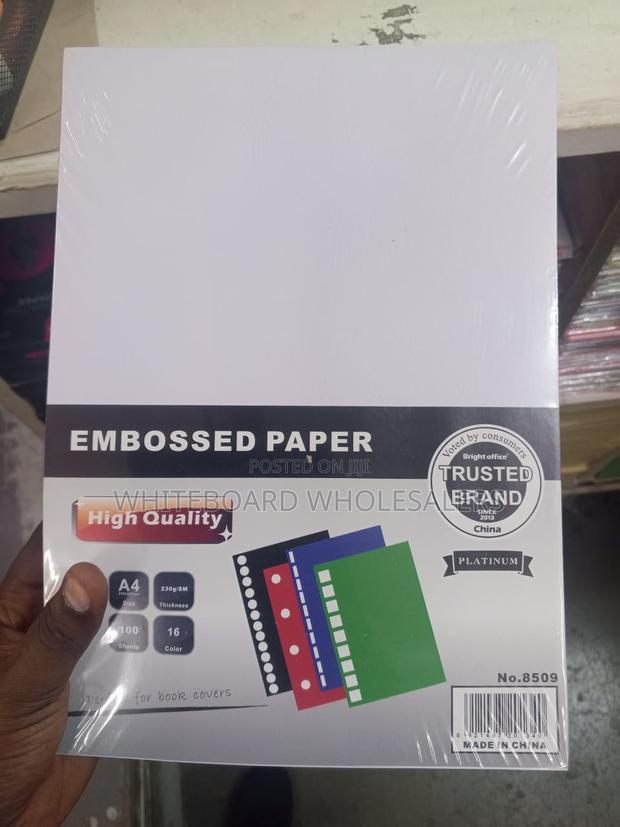 EMBOSSED PAPER
POSTED ON JIJI
WHITEBOARD WHOLESALERS
Voted by consumers
Bright office
TRUSTED
BRAND
SINCE
2013
China
PLATINUM
High Quality
A4
Size
230g/SM
Thickness
100
Sheets
16
Color
for book covers
No.8509
MADE IN CHINA